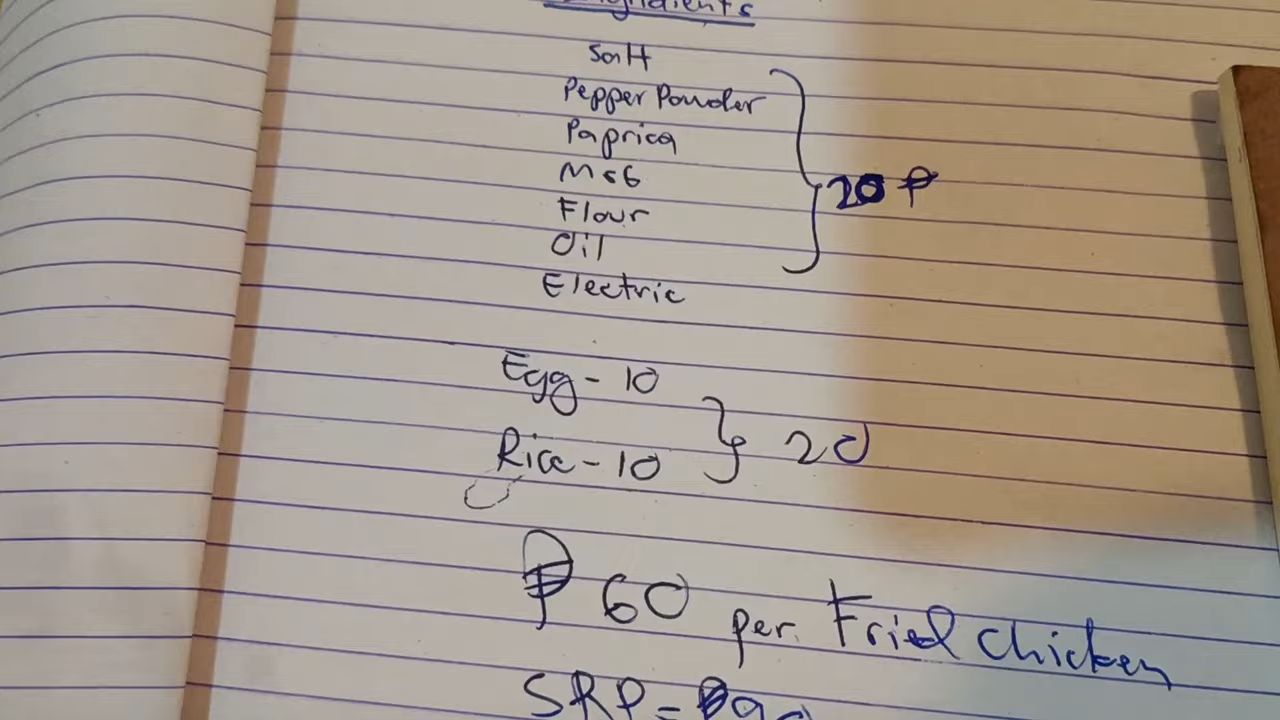 Ingredients
Salt
Pepper Powder
Paprica
MSG
Flour
Oil
Electric
20 ₱
Egg - 10
Rice - 10
20
₱ 60 per. Fried Chicken
SRP =